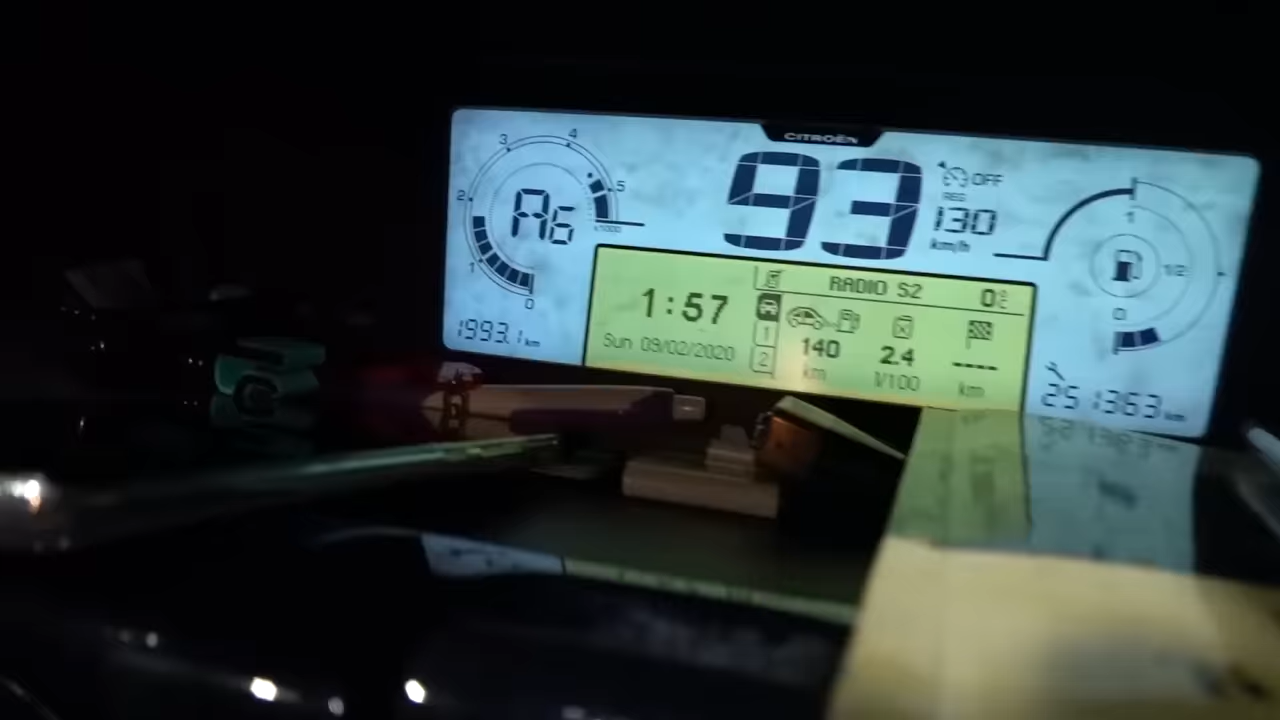 CITROËN
3 4
2 5
1 x1000
0
A6
93
OFF
REG
130
km/h
1
1/2
0
RADIO S2 0°C
1:57
Sun 09/02/2020
1
2
140 2.4 ----
km l/100 km
1993.1 km
251363 km